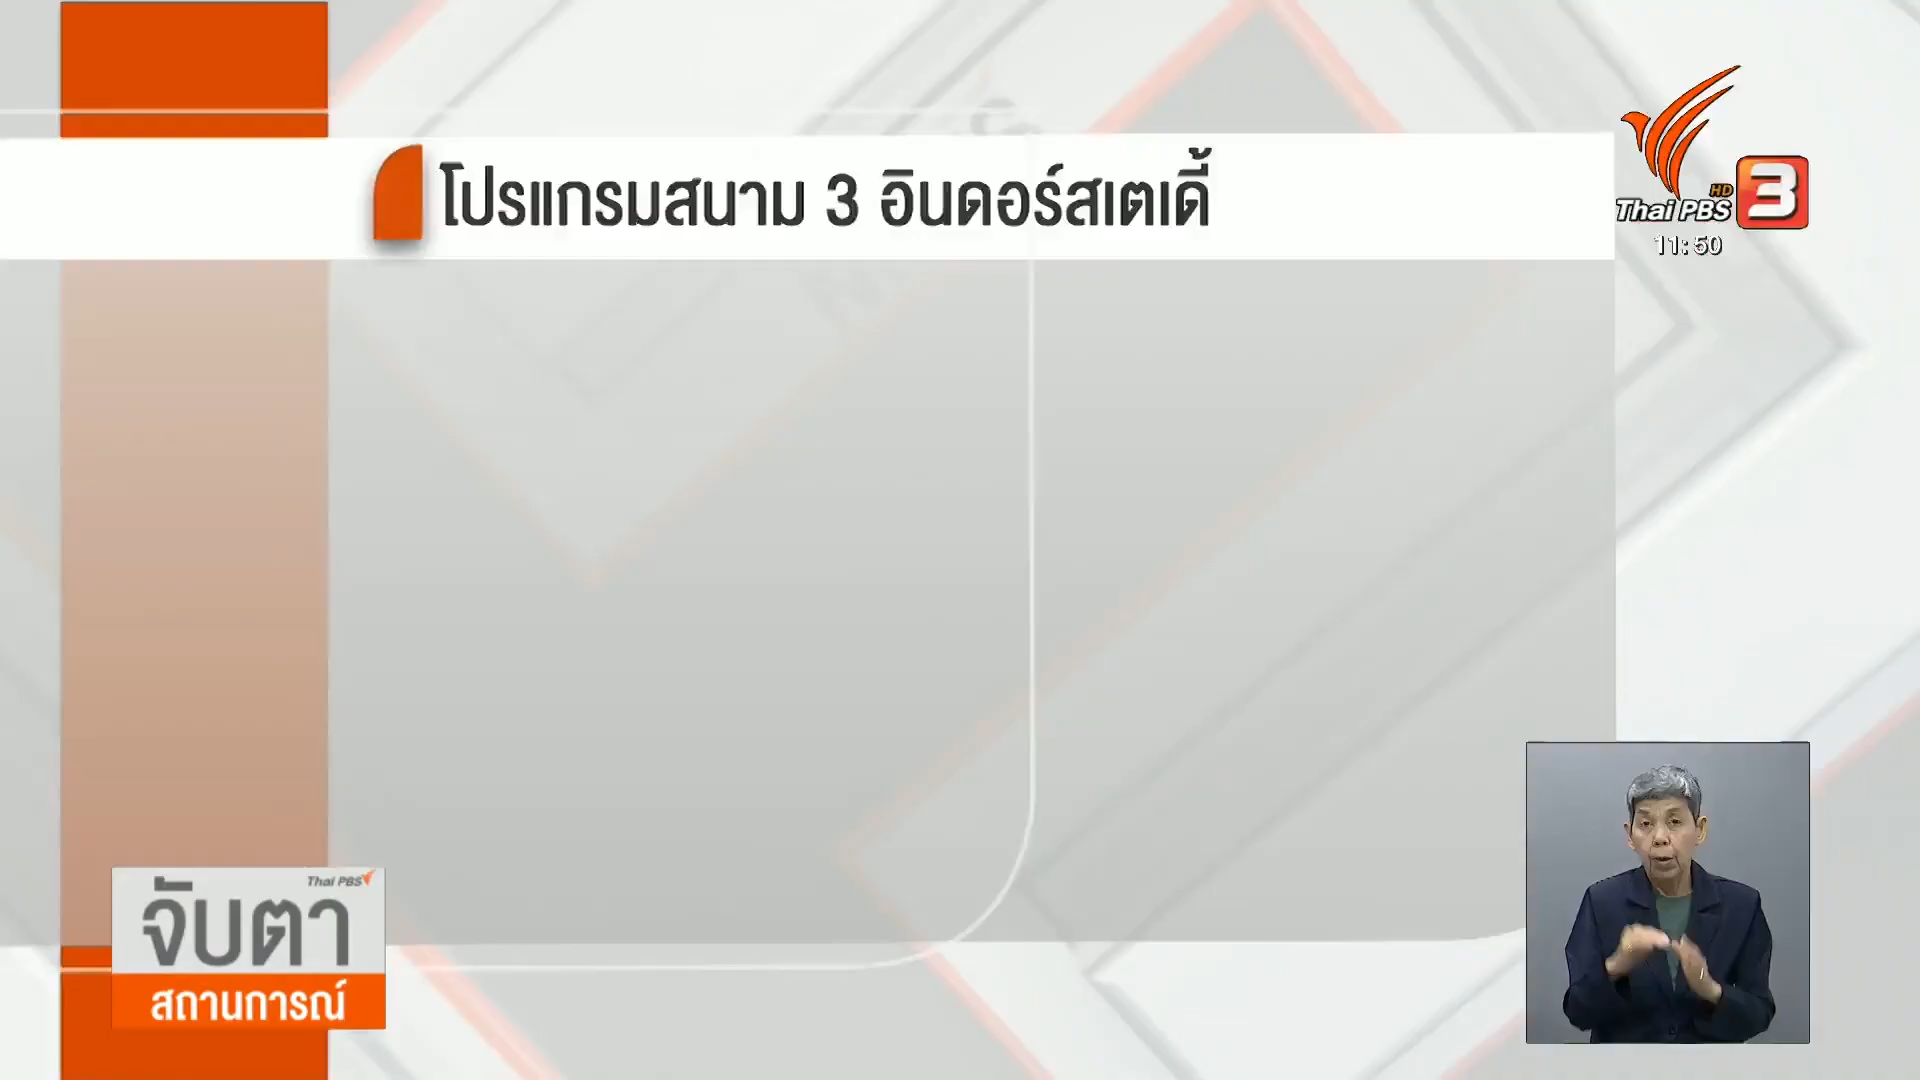 โปรแกรมสนาม 3 อินดอร์สเตเดี้
HD
Thai PBS 3
11:50
Thai PBS
จับตา
สถานการณ์